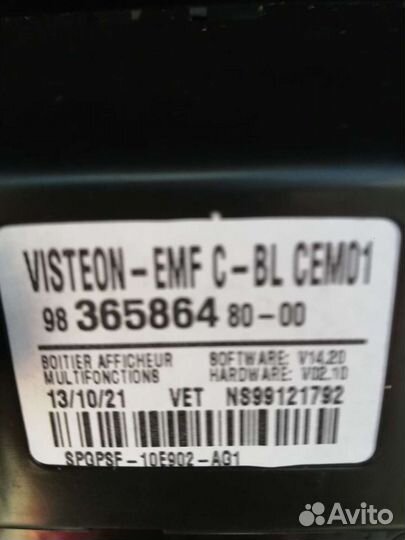 VISTEON-EMF C-BL CEM01
98 365864 80-00
BOITIER AFFICHEUR SOFTWARE: V14.20
MULTIFONCTIONS HARDWARE: V02.10
13/10/21 VET NS99121792
SPGPSF-10E902-AG1
Avito